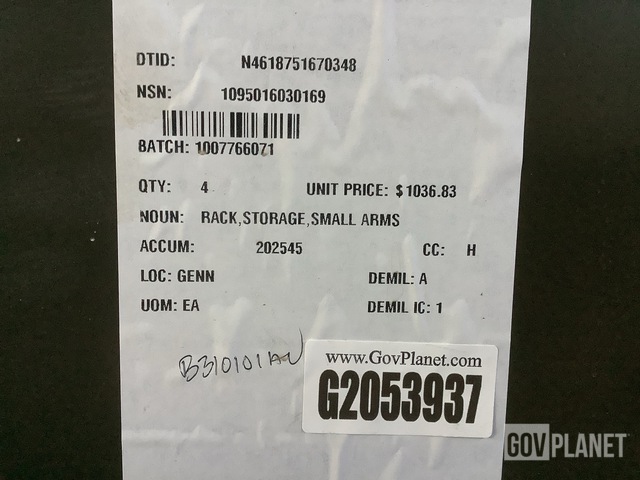 DTID: N4618751670348
NSN: 1095016030169
BATCH: 1007766071
QTY: 4 UNIT PRICE: $1036.83
NOUN: RACK,STORAGE,SMALL ARMS
ACCUM: 202545 CC: H
LOC: GENN DEMIL: A
UOM: EA DEMIL IC: 1
www.GovPlanet.com
G2053937
GOVPLANET